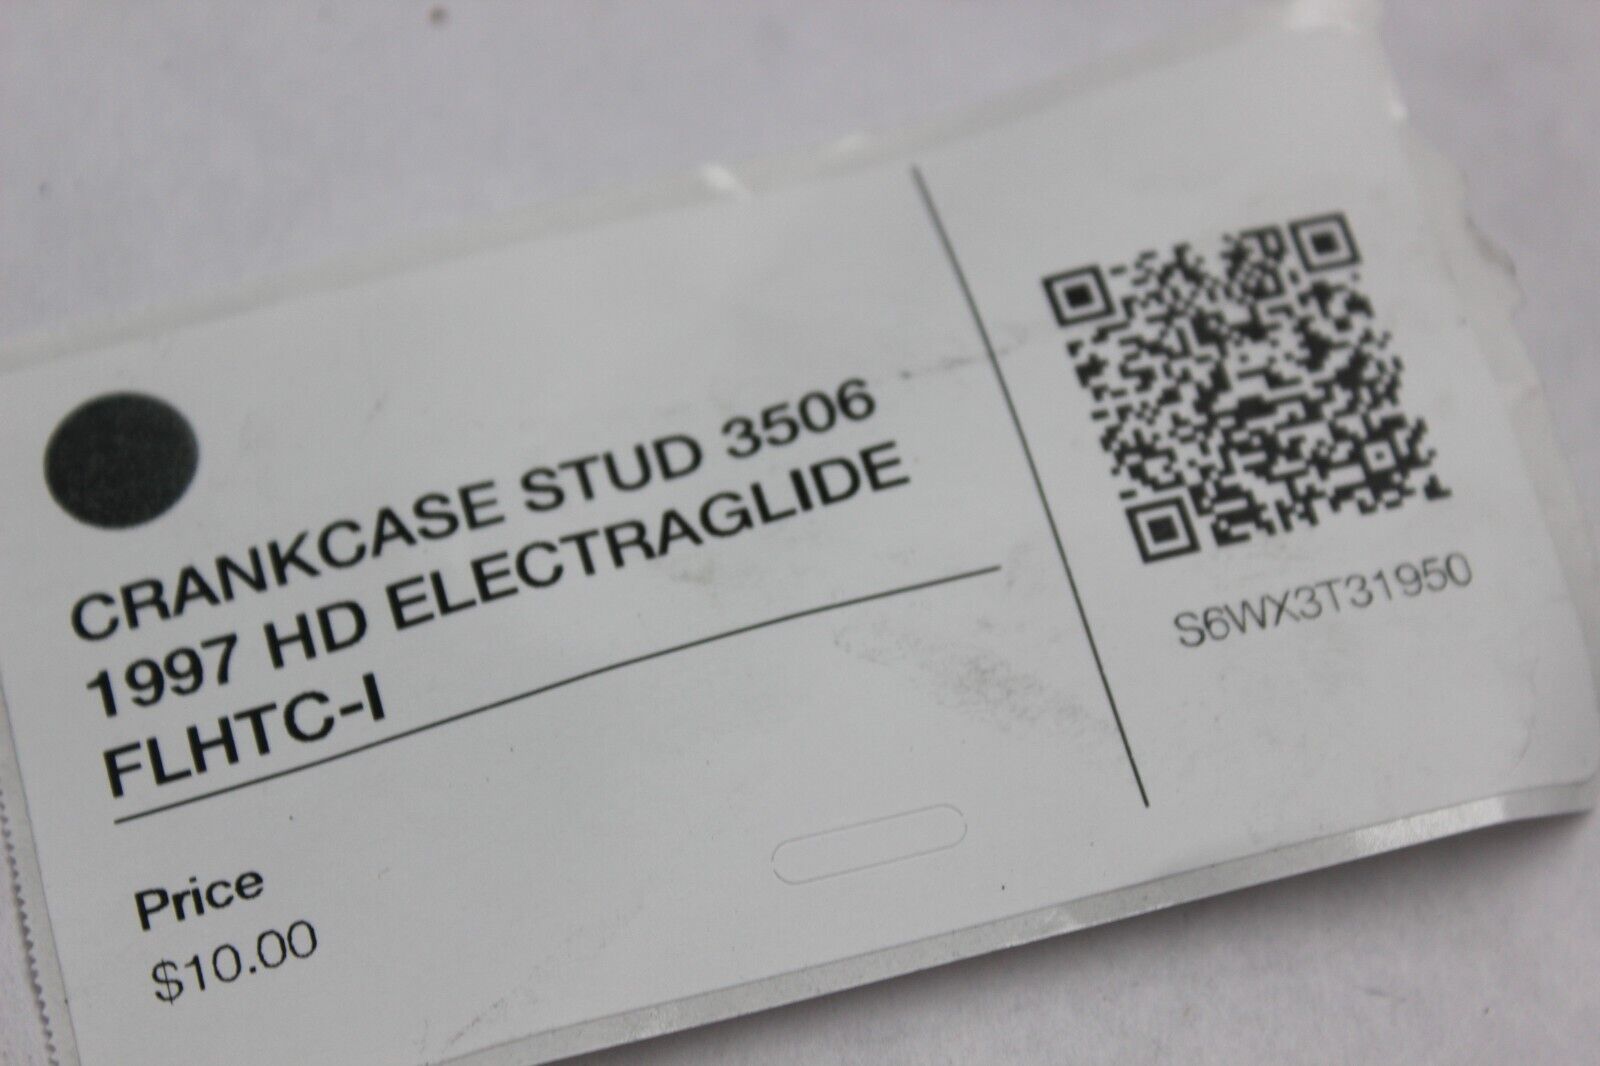 CRANKCASE STUD 3506
1997 HD ELECTRAGLIDE
FLHTC-I
Price
$10.00
S6WX3T31950